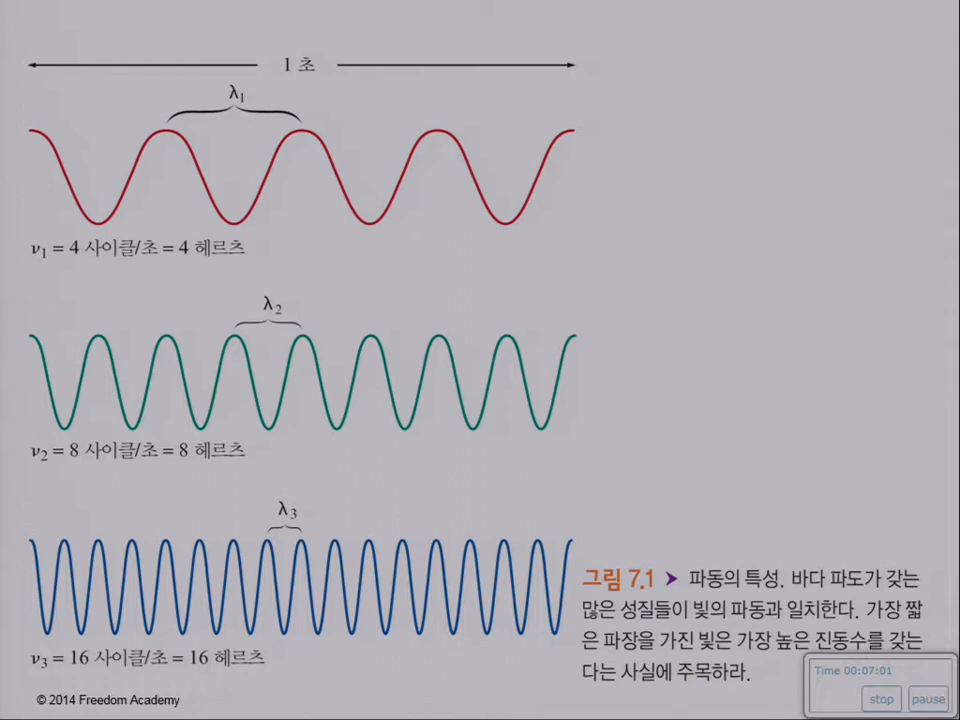 1 초
λ1
ν1 = 4 사이클/초 = 4 헤르츠
λ2
ν2 = 8 사이클/초 = 8 헤르츠
λ3
ν3 = 16 사이클/초 = 16 헤르츠
그림 7.1 ➤ 파동의 특성. 바다 파도가 갖는
많은 성질들이 빛의 파동과 일치한다. 가장 짧
은 파장을 가진 빛은 가장 높은 진동수를 갖는
다는 사실에 주목하라.
© 2014 Freedom Academy
Time 00:07:01
stop pause